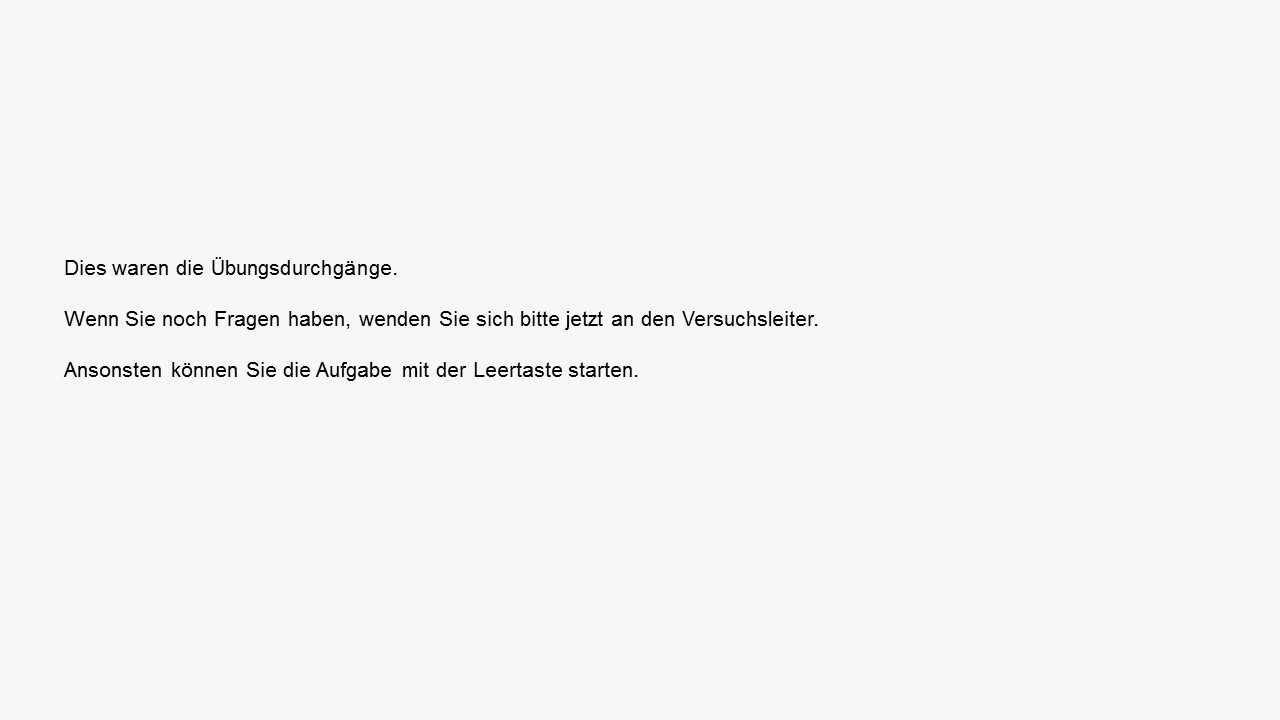 Dies waren die Übungsdurchgänge.
Wenn Sie noch Fragen haben, wenden Sie sich bitte jetzt an den Versuchsleiter.
Ansonsten können Sie die Aufgabe mit der Leertaste starten.